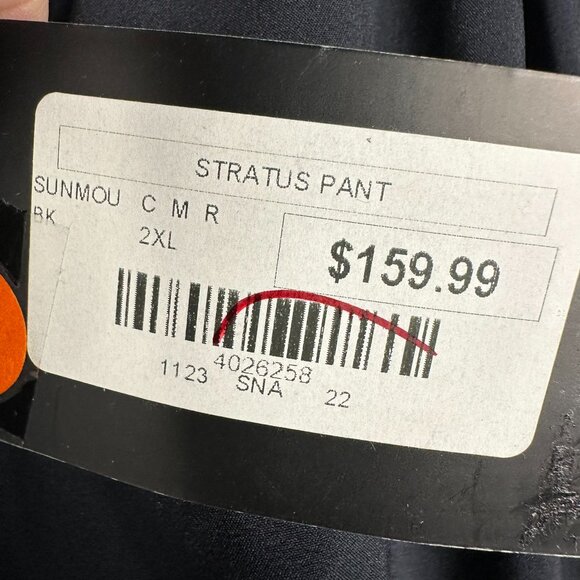 STRATUS PANT
SUNMOU C M R
BK 2XL
$159.99
4026258
1123 SNA 22